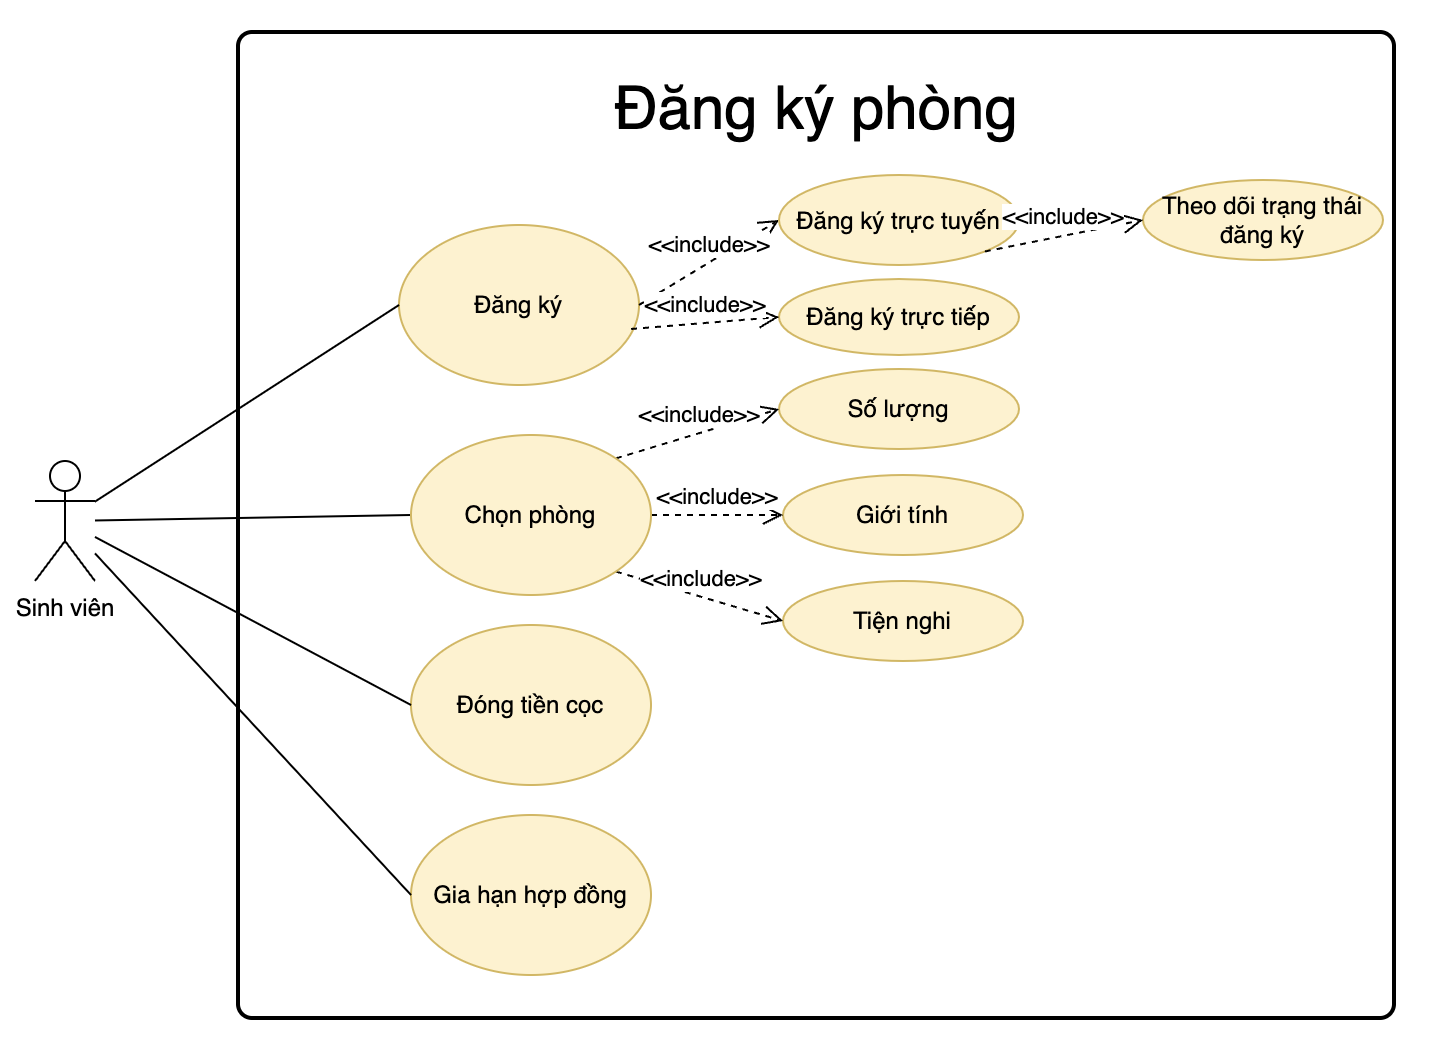 Đăng ký phòng
Đăng ký trực tuyến
<<include>>
Theo dõi trạng thái
đăng ký
<<include>>
Đăng ký
<<include>>
Đăng ký trực tiếp
<<include>>
Số lượng
<<include>>
Chọn phòng
Giới tính
<<include>>
Tiện nghi
Sinh viên
Đóng tiền cọc
Gia hạn hợp đồng